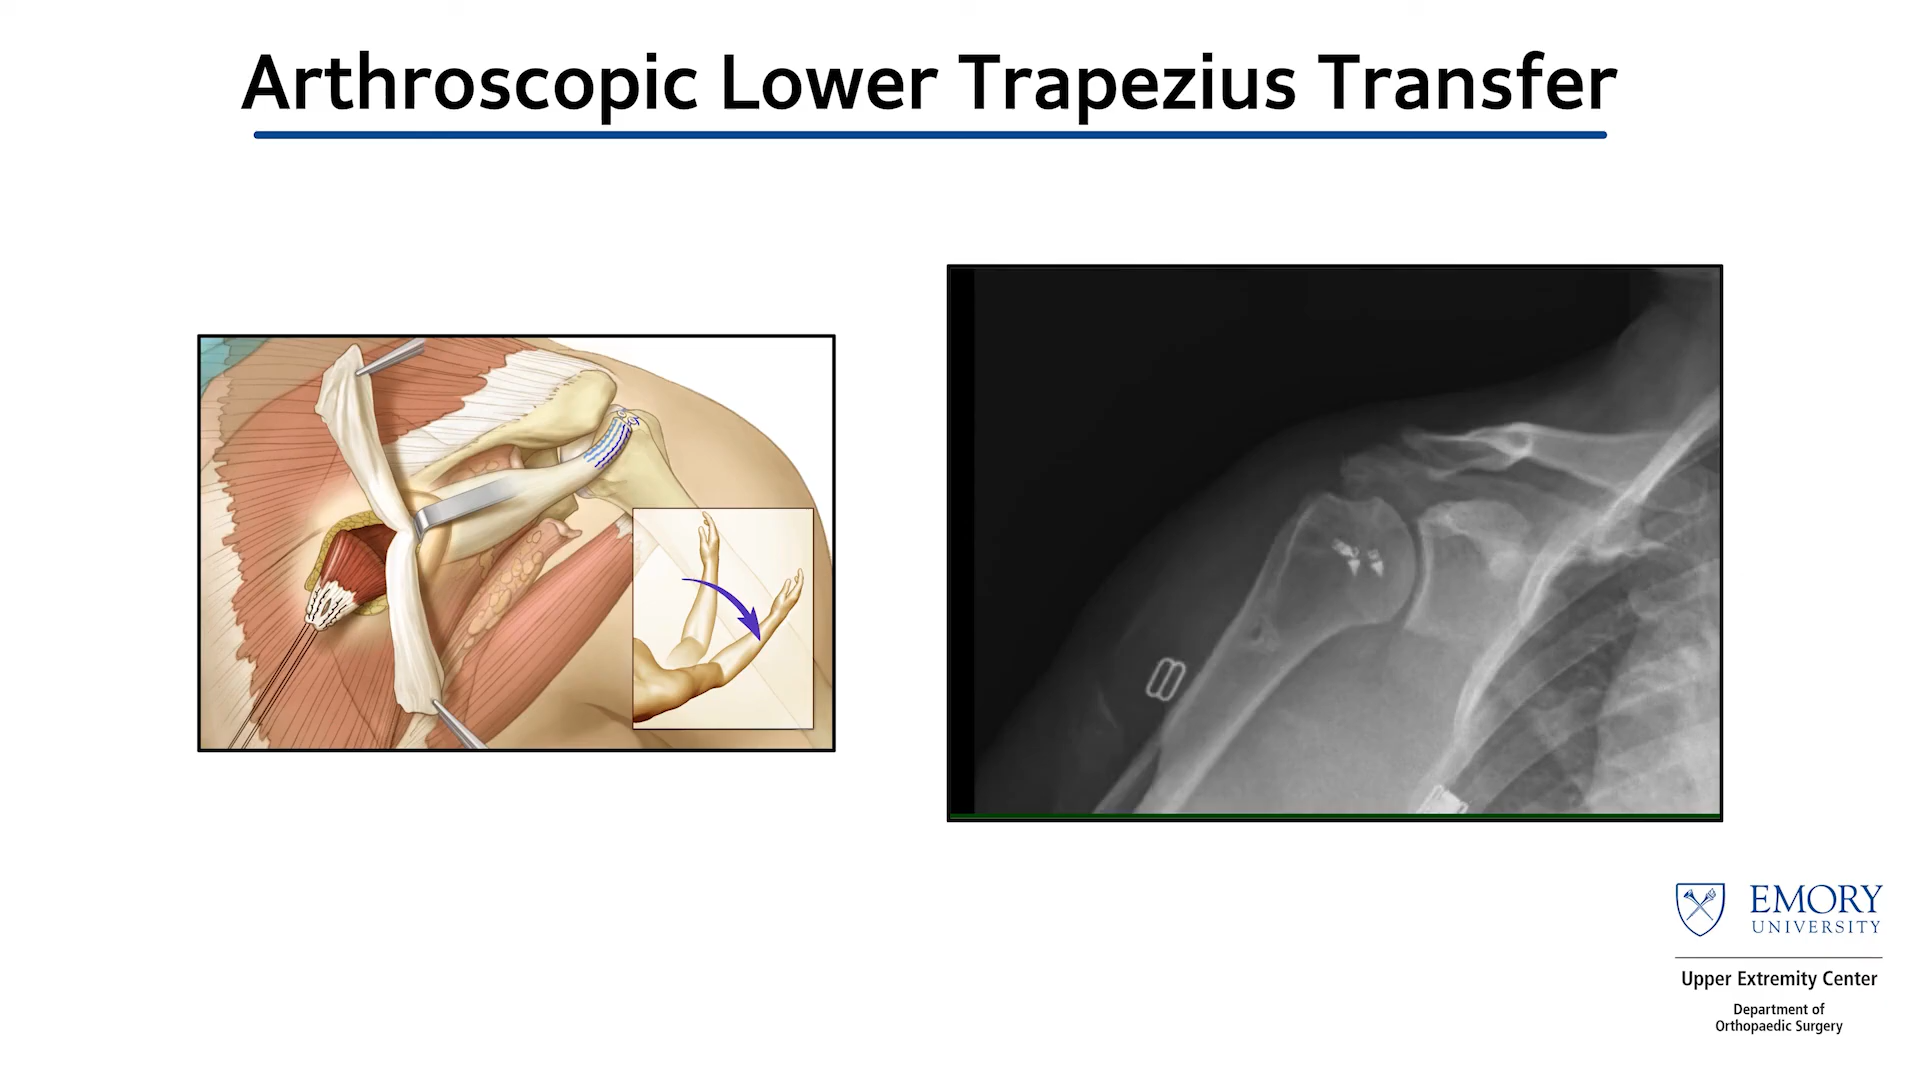 Arthroscopic Lower Trapezius Transfer
EMORY
UNIVERSITY
Upper Extremity Center
Department of
Orthopaedic Surgery